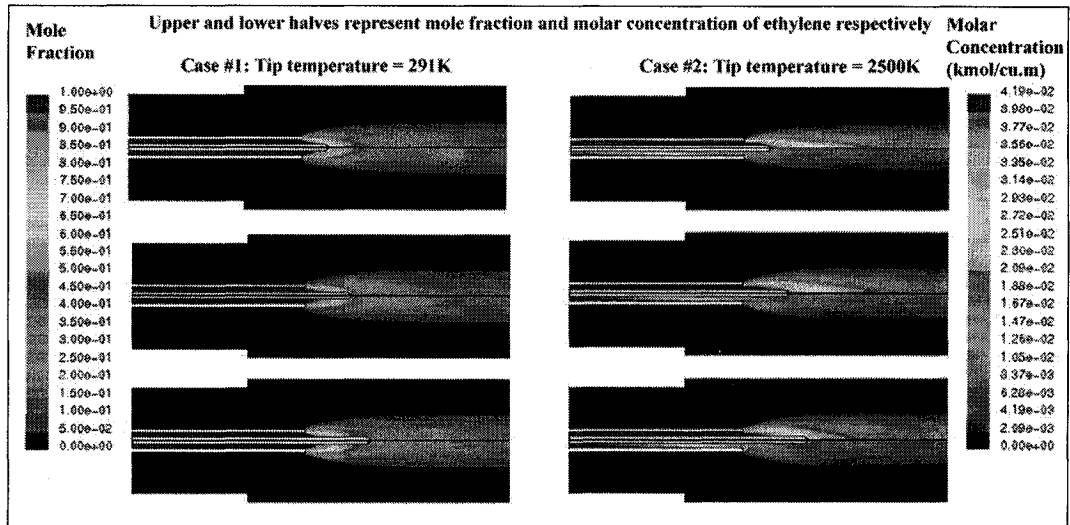 Upper and lower halves represent mole fraction and molar concentration of ethylene respectively
Mole
Fraction
Case #1: Tip temperature = 291K
Case #2: Tip temperature = 2500K
Molar
Concentration
(kmol/cu.m)
1.00e+00
9.50e-01
9.00e-01
8.50e-01
8.00e-01
7.50e-01
7.00e-01
6.50e-01
6.00e-01
5.50e-01
5.00e-01
4.50e-01
4.00e-01
3.50e-01
3.00e-01
2.50e-01
2.00e-01
1.50e-01
1.00e-01
5.00e-02
0.00e+00
4.19e-02
3.98e-02
3.77e-02
3.56e-02
3.35e-02
3.14e-02
2.93e-02
2.72e-02
2.51e-02
2.30e-02
2.09e-02
1.88e-02
1.67e-02
1.47e-02
1.26e-02
1.05e-02
8.37e-03
6.28e-03
4.19e-03
2.09e-03
0.00e+00